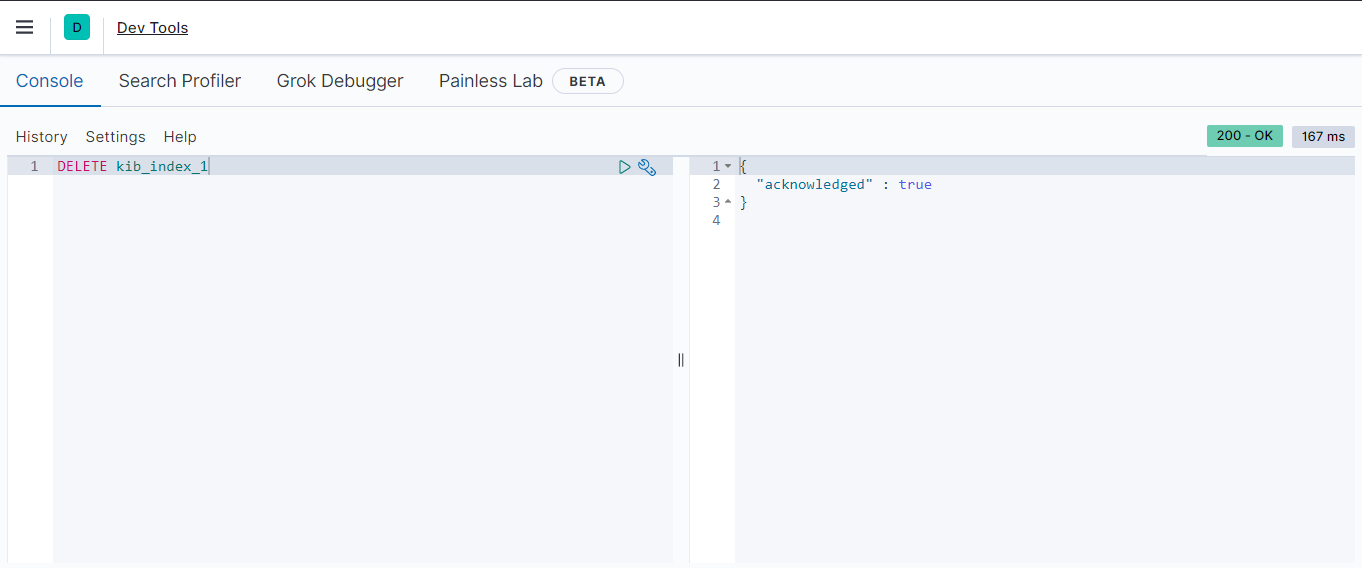 D Dev Tools
Console Search Profiler Grok Debugger Painless Lab BETA
History Settings Help 200 - OK 167 ms
1 DELETE kib_index_1
1 {
2 "acknowledged" : true
3 }
4